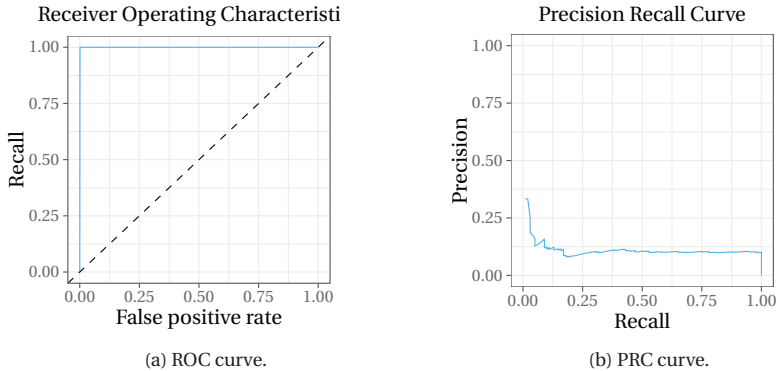 Receiver Operating Characteristi
1.00
0.75
0.50
0.25
0.00
Recall
0.00 0.25 0.50 0.75 1.00
False positive rate
(a) ROC curve.
Precision Recall Curve
1.00
0.75
0.50
0.25
0.00
Precision
0.00 0.25 0.50 0.75 1.00
Recall
(b) PRC curve.